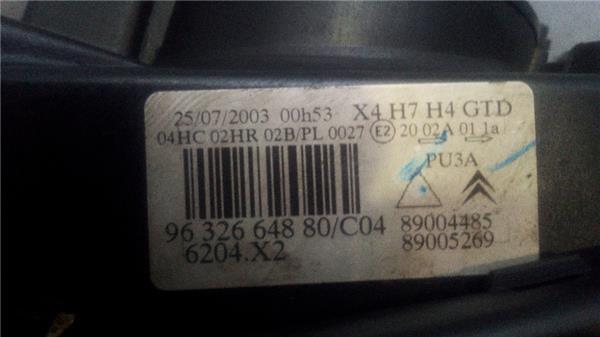 25/07/2003 00h53 X4 H7 H4 GTD
04HC 02HR 02B/PL 0027 E2 20 02A 01 1a
PU3A
96 326 648 80/C04 89004485
6204.X2 89005269